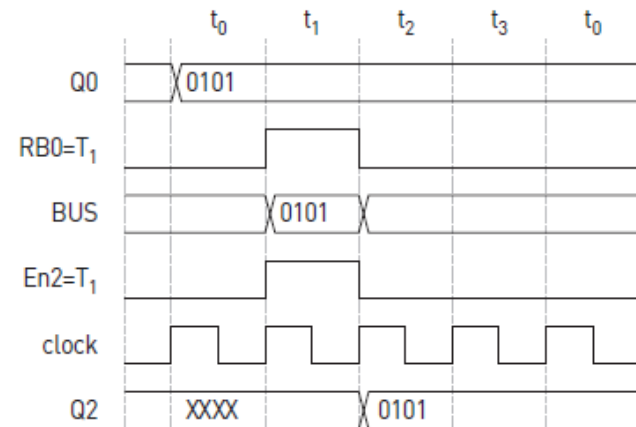 t₀ t₁ t₂ t₃ t₀
Q0 0101
RB0=T₁
BUS 0101
En2=T₁
clock
Q2 XXXX 0101